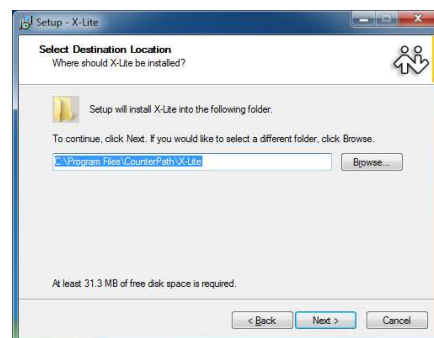 Setup - X-Lite
Select Destination Location
Where should X-Lite be installed?
Setup will install X-Lite into the following folder.
To continue, click Next. If you would like to select a different folder, click Browse.
C:\Program Files\CounterPath\X-Lite
Browse...
At least 31.3 MB of free disk space is required.
< Back
Next >
Cancel